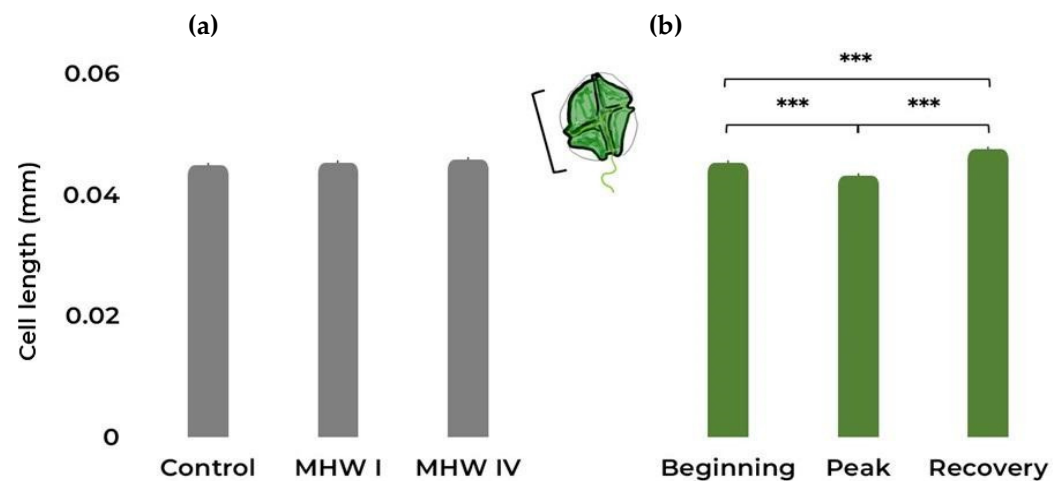 (a)
(b)
Cell length (mm)
0.06
0.04
0.02
0
Control MHW I MHW IV
***
*** ***
Beginning Peak Recovery